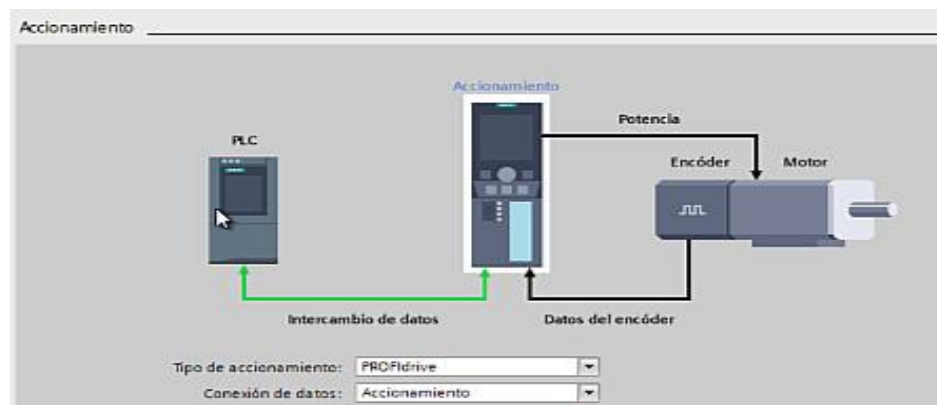 Accionamiento
Accionamiento
Potencia
PLC
Encóder Motor
Intercambio de datos Datos del encóder
Tipo de accionamiento: PROFIdrive
Conexión de datos: Accionamiento